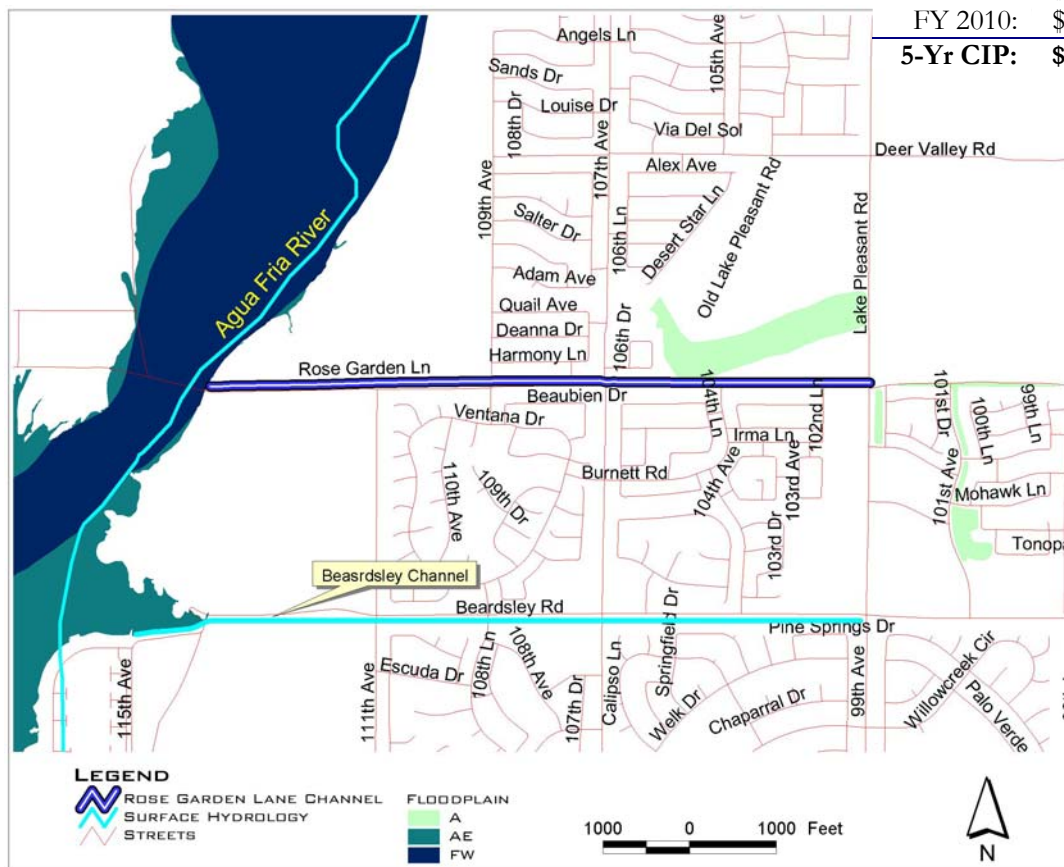 FY 2010: $
5-Yr CIP: $
Angels Ln
105th Ave
Sands Dr
108th Dr
Louise Dr
107th Ave
Via Del Sol
Deer Valley Rd
Alex Ave
109th Ave
106th Ln
Desert Star Ln
Old Lake Pleasant Rd
Lake Pleasant Rd
Salter Dr
Agua Fria River
Adam Ave
Quail Ave
Deanna Dr
106th Dr
Harmony Ln
Rose Garden Ln
Beaubien Dr
104th Ln
102nd Ln
101st Dr
100th Ln
99th Ln
Ventana Dr
Irma Ln
110th Ave
109th Dr
Burnett Rd
104th Ave
103rd Ave
101st Ave
Mohawk Ln
103rd Dr
Tonopa
Beasrdsley Channel
Beardsley Rd
Springfield Dr
Pine Springs Dr
115th Ave
111th Ave
Escuda Dr
108th Ln
108th Ave
107th Dr
Calipso Ln
Welk Dr
Chaparral Dr
99th Ave
Willowcreek Cir
Palo Verde
LEGEND
ROSE GARDEN LANE CHANNEL
SURFACE HYDROLOGY
STREETS
FLOODPLAIN
A
AE
FW
1000 0 1000 Feet
N